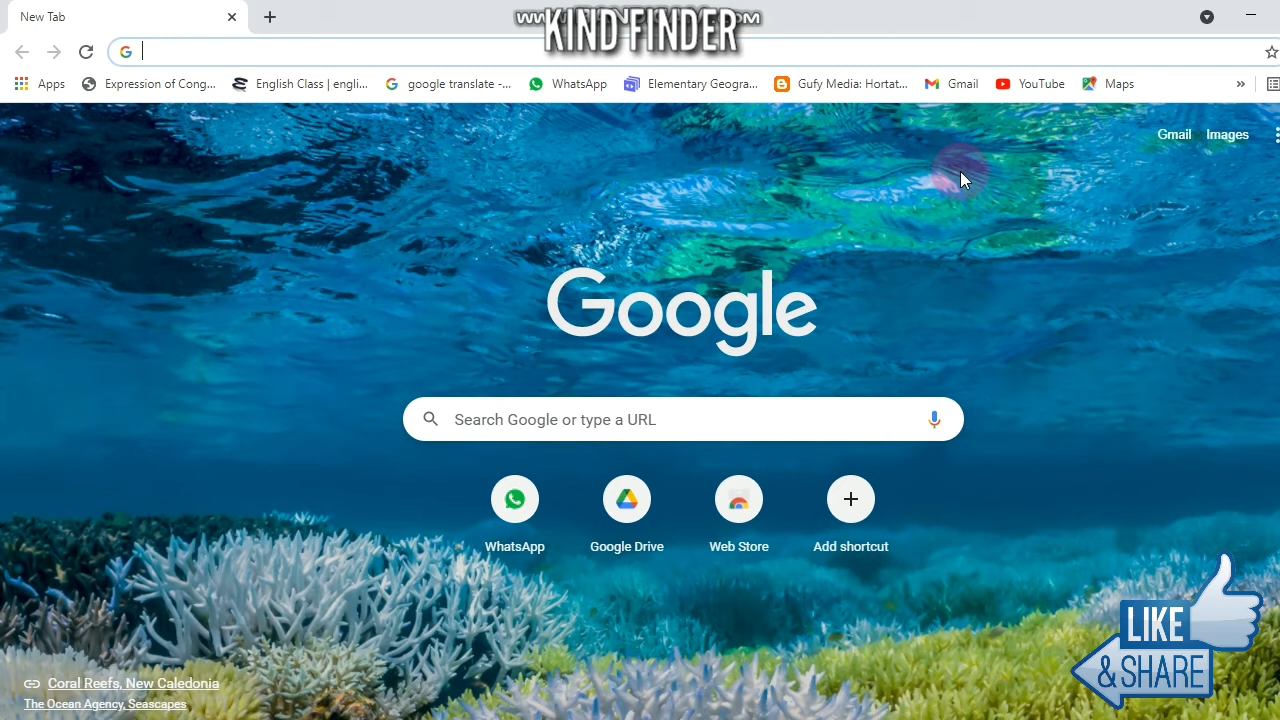 New Tab
KIND FINDER
Apps
Expression of Cong...
English Class | engli...
google translate -...
WhatsApp
Elementary Geogra...
Gufy Media: Hortat...
Gmail
YouTube
Maps
»
Gmail
Images
Google
Search Google or type a URL
WhatsApp
Google Drive
Web Store
Add shortcut
LIKE
& SHARE
Coral Reefs, New Caledonia
The Ocean Agency, Seascapes